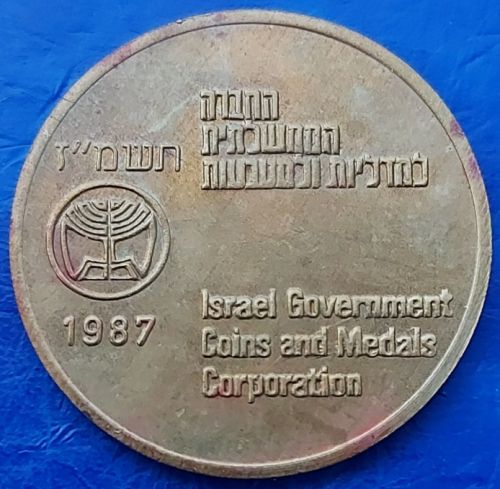 החברה
הממשלתית
למדליות ולמטבעות
תשמ"ז
1987
Israel Government
Coins and Medals
Corporation